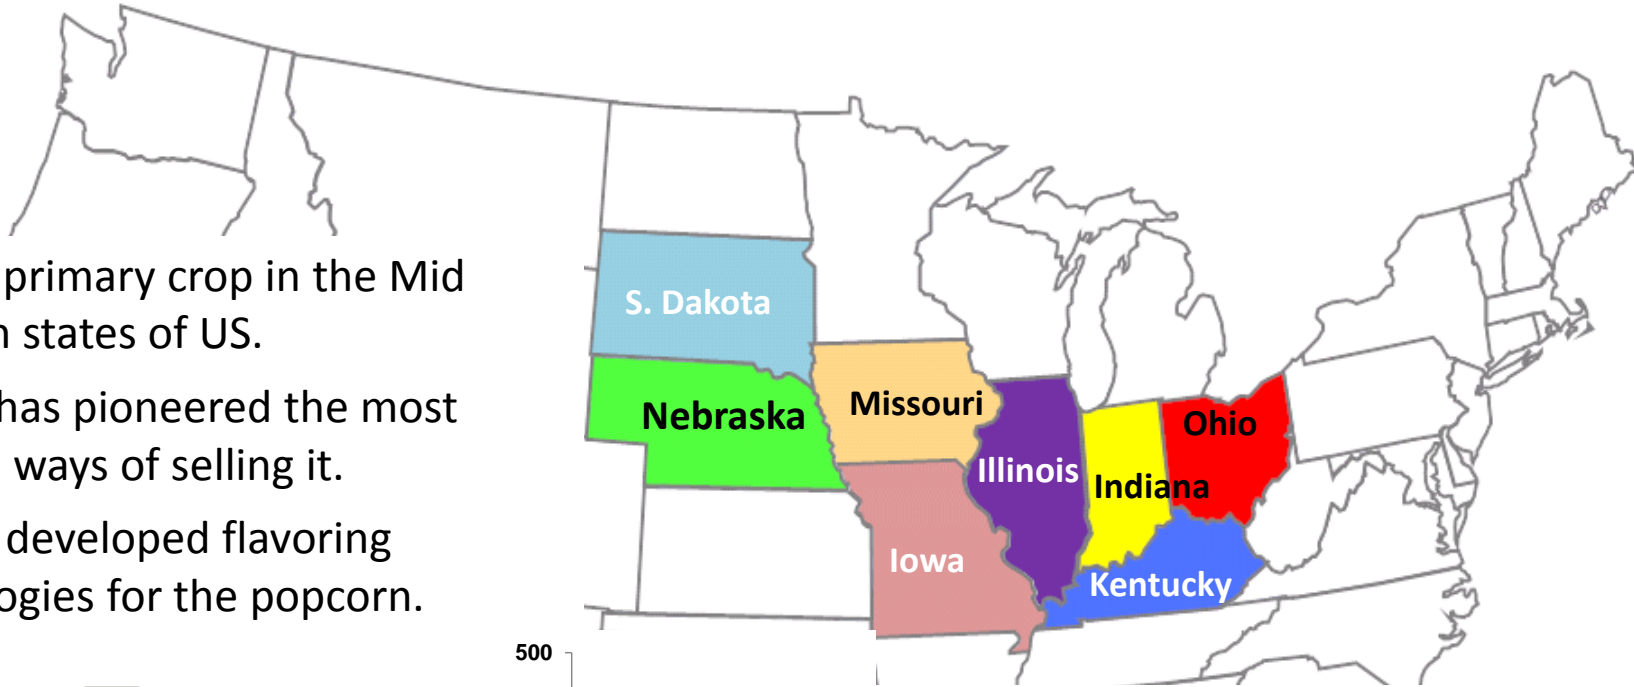 primary crop in the Mid
states of US.
has pioneered the most
ways of selling it.
developed flavoring
ogies for the popcorn.
S. Dakota
Nebraska
Missouri
Iowa
Illinois
Indiana
Ohio
Kentucky
500